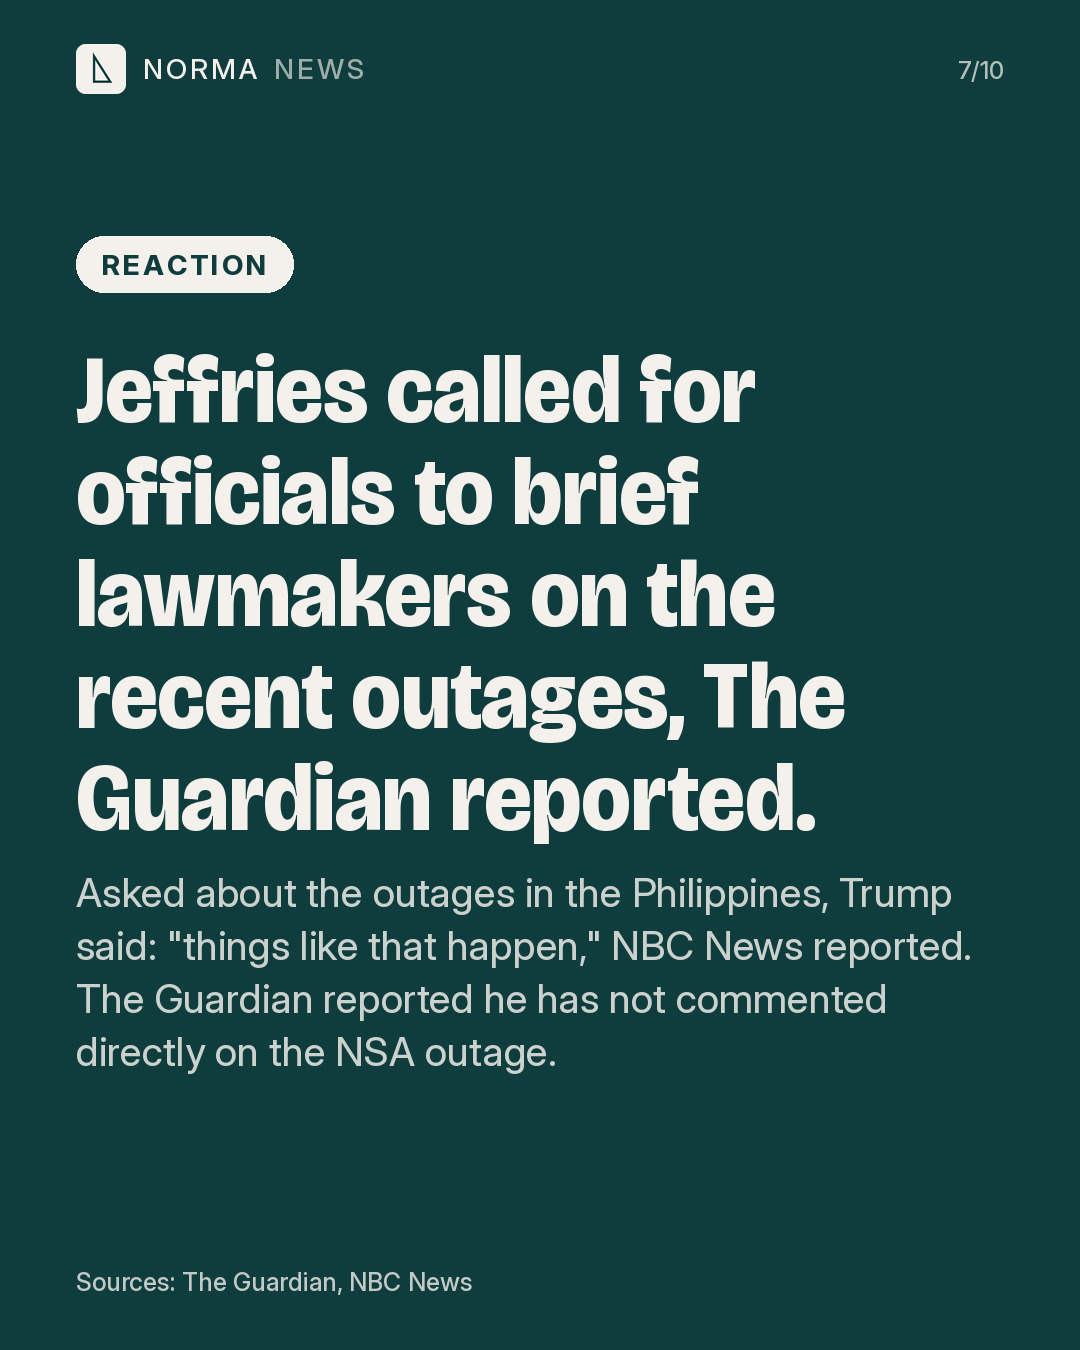 NORMA NEWS
7/10
REACTION
Jeffries called for
officials to brief
lawmakers on the
recent outages, The
Guardian reported.
Asked about the outages in the Philippines, Trump
said: "things like that happen," NBC News reported.
The Guardian reported he has not commented
directly on the NSA outage.
Sources: The Guardian, NBC News